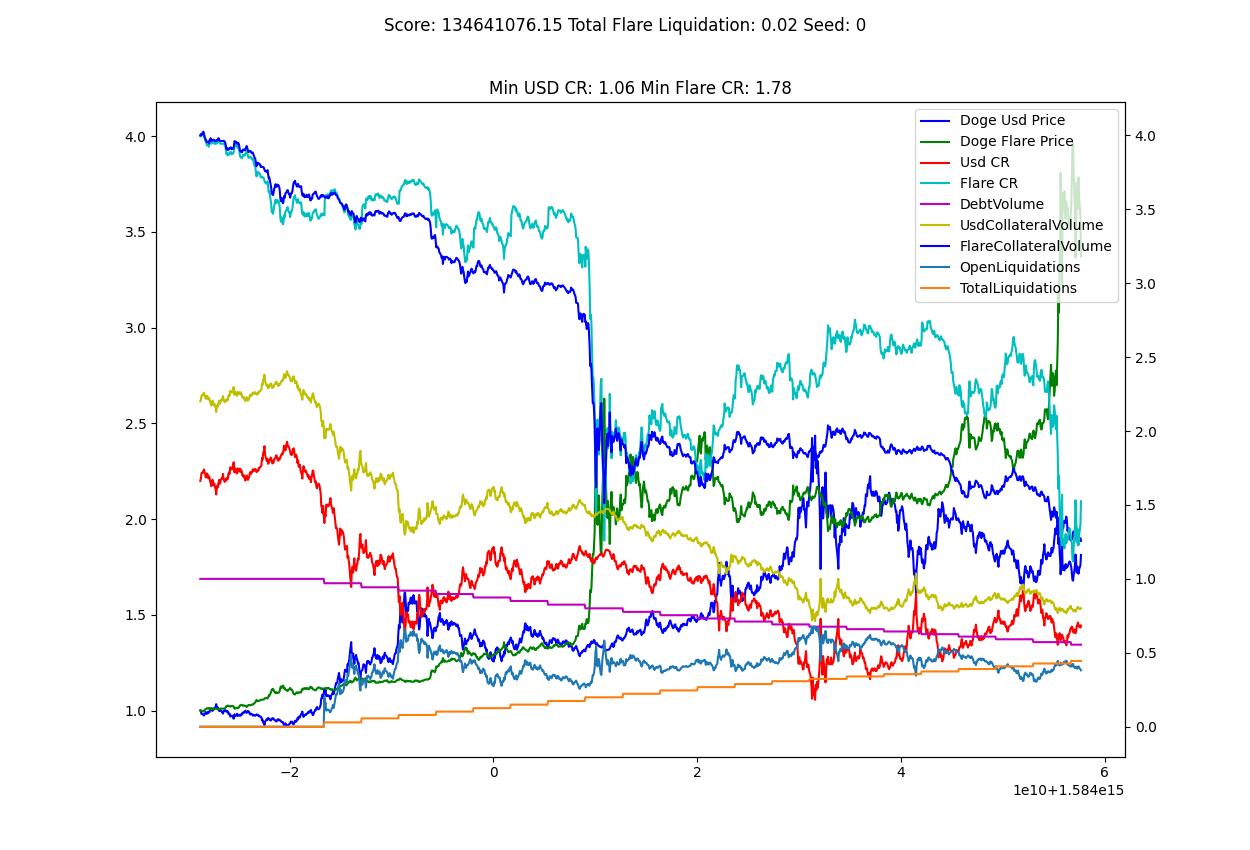 Score: 134641076.15 Total Flare Liquidation: 0.02 Seed: 0
Min USD CR: 1.06 Min Flare CR: 1.78
Doge Usd Price
Doge Flare Price
Usd CR
Flare CR
DebtVolume
UsdCollateralVolume
FlareCollateralVolume
OpenLiquidations
TotalLiquidations
4.0
3.5
3.0
2.5
2.0
1.5
1.0
4.0
3.5
3.0
2.5
2.0
1.5
1.0
0.5
0.0
−2
0
2
4
6
1e10+1.584e15